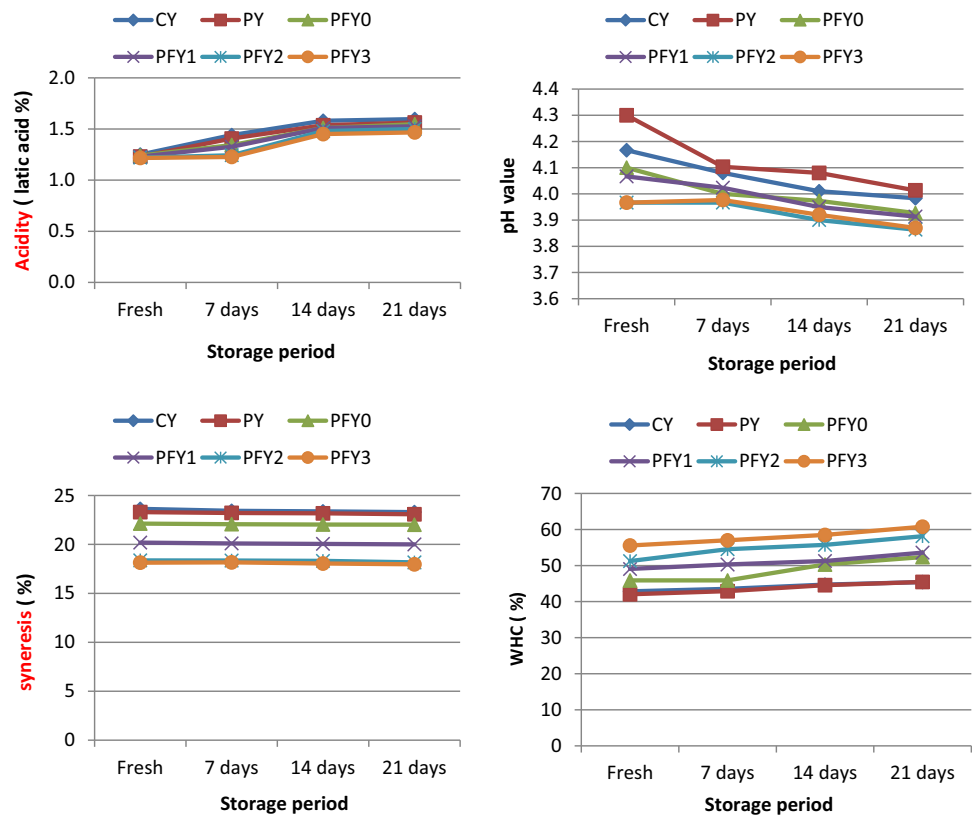 CY PY PFY0
PFY1 PFY2 PFY3
2.0
1.5
1.0
0.5
0.0
Acidity ( latic acid %)
Fresh 7 days 14 days 21 days
Storage period
CY PY PFY0
PFY1 PFY2 PFY3
4.4
4.3
4.2
4.1
4.0
3.9
3.8
3.7
3.6
pH value
Fresh 7 days 14 days 21 days
Storage period
CY PY PFY0
PFY1 PFY2 PFY3
25
20
15
10
5
0
syneresis ( %)
Fresh 7 days 14 days 21 days
Storage period
CY PY PFY0
PFY1 PFY2 PFY3
70
60
50
40
30
20
10
0
WHC ( %)
Fresh 7 days 14 days 21 days
Storage period